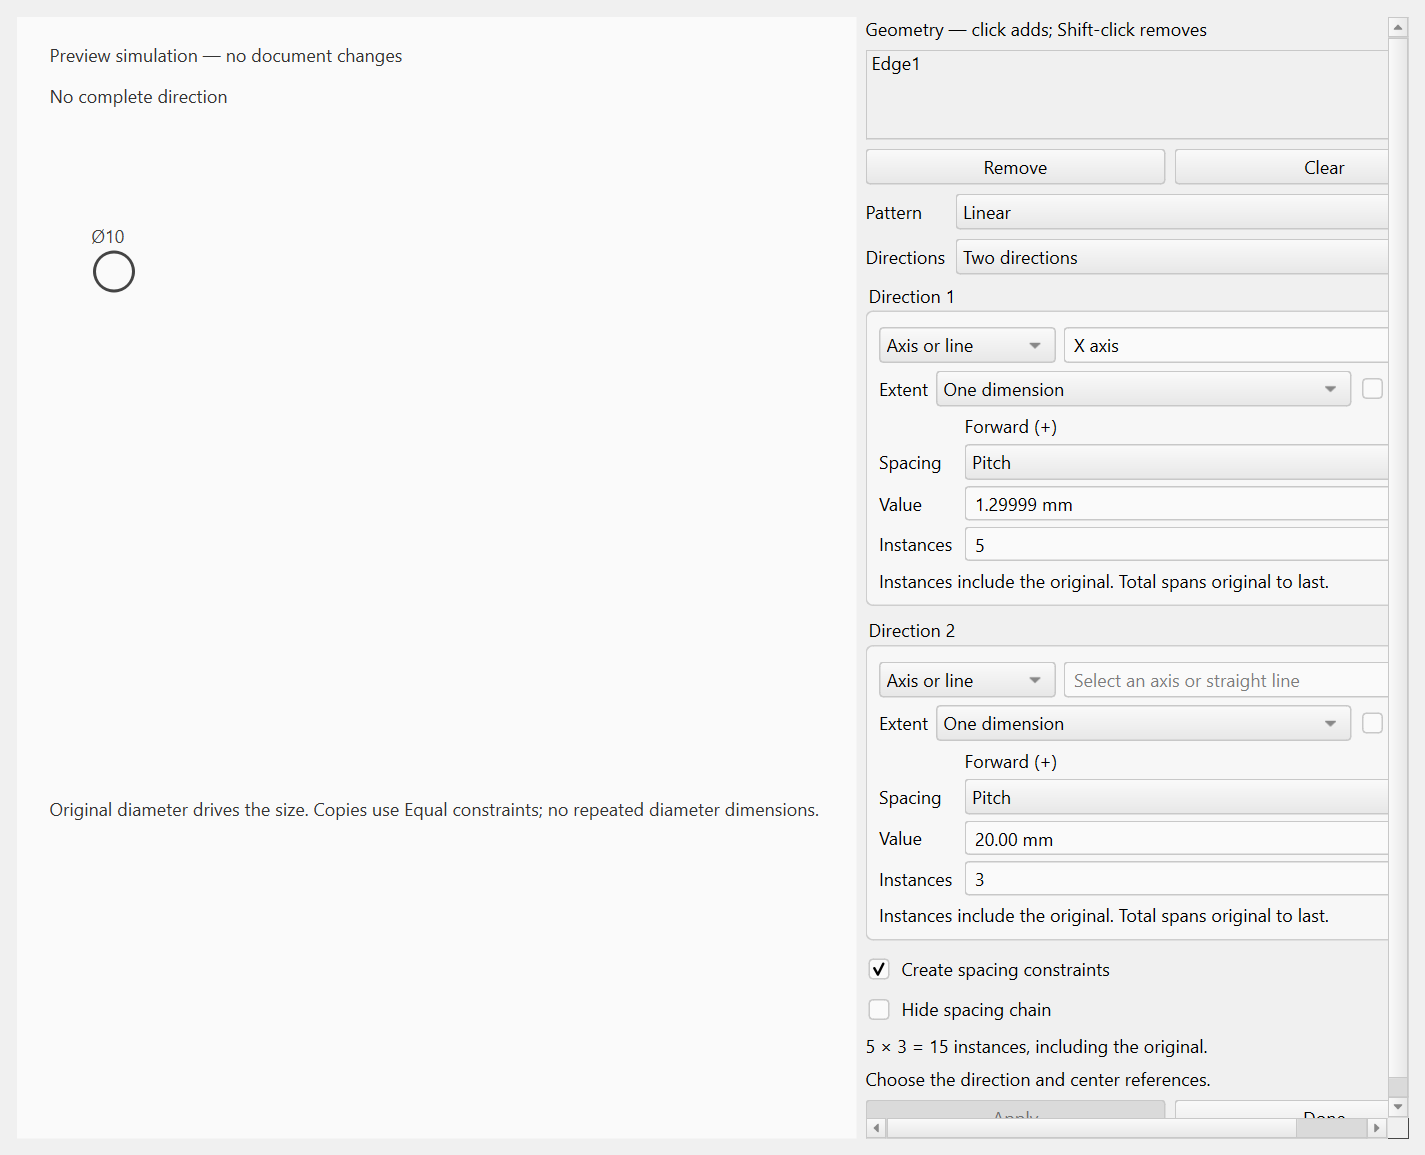 Preview simulation — no document changes
No complete direction
Ø10
Original diameter drives the size. Copies use Equal constraints; no repeated diameter dimensions.
Geometry — click adds; Shift-click removes
Edge1
Remove
Clear
Pattern
Linear
Directions
Two directions
Direction 1
Axis or line
X axis
Extent
One dimension
Forward (+)
Spacing
Pitch
Value
1.29999 mm
Instances
5
Instances include the original. Total spans original to last.
Direction 2
Axis or line
Select an axis or straight line
Extent
One dimension
Forward (+)
Spacing
Pitch
Value
20.00 mm
Instances
3
Instances include the original. Total spans original to last.
Create spacing constraints
Hide spacing chain
5 × 3 = 15 instances, including the original.
Choose the direction and center references.
Apply
Done